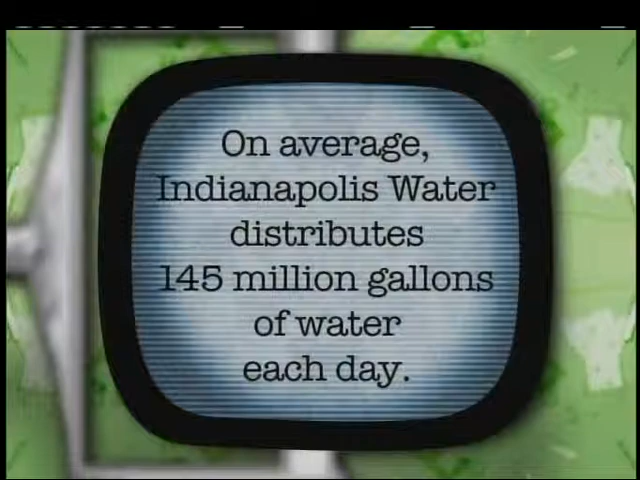 On average,
Indianapolis Water
distributes
145 million gallons
of water
each day.